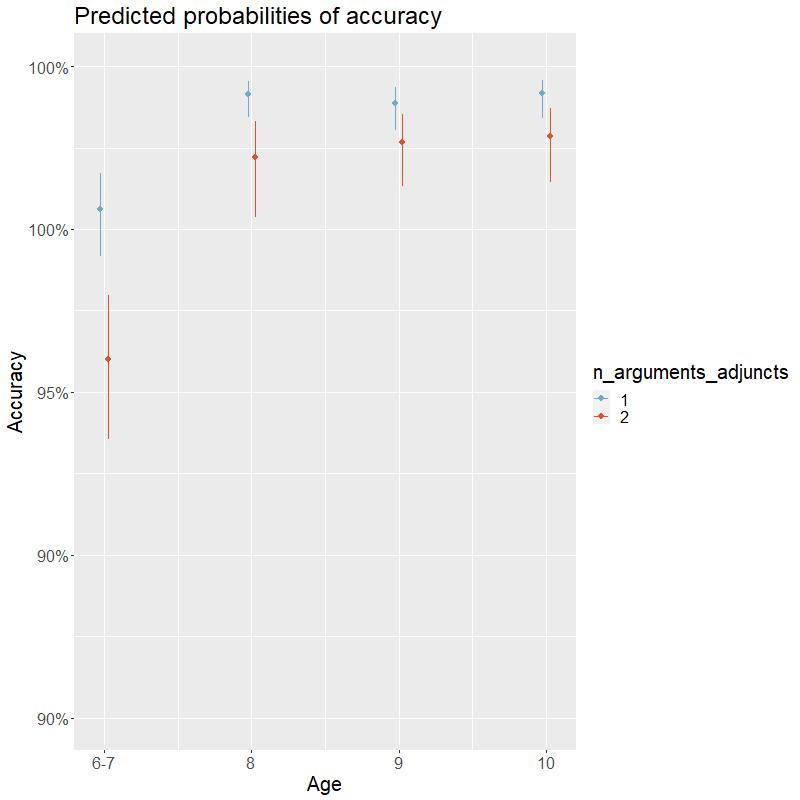 Predicted probabilities of accuracy
100%
100%
95%
90%
90%
Accuracy
6-7 8 9 10
Age
n_arguments_adjuncts
1
2